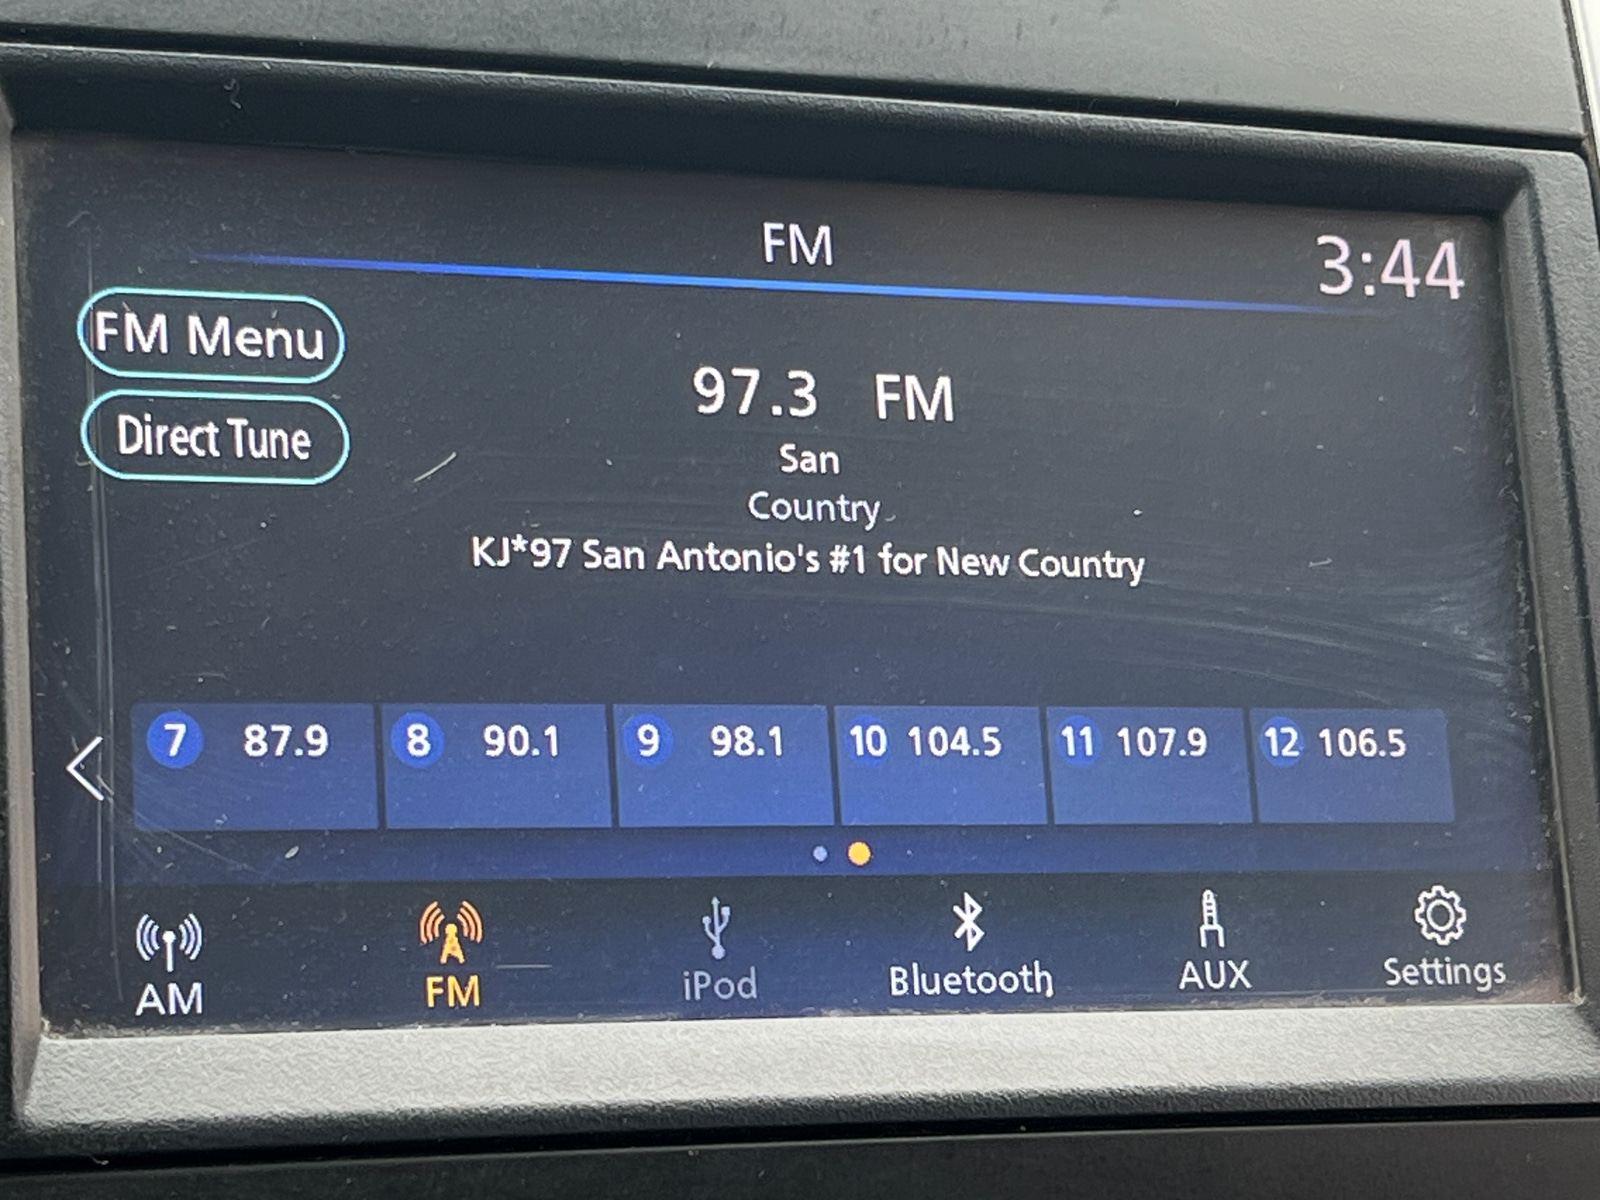 FM
3:44
FM Menu
Direct Tune
97.3 FM
San
Country
KJ*97 San Antonio's #1 for New Country
7 87.9 8 90.1 9 98.1 10 104.5 11 107.9 12 106.5
AM FM iPod Bluetooth AUX Settings